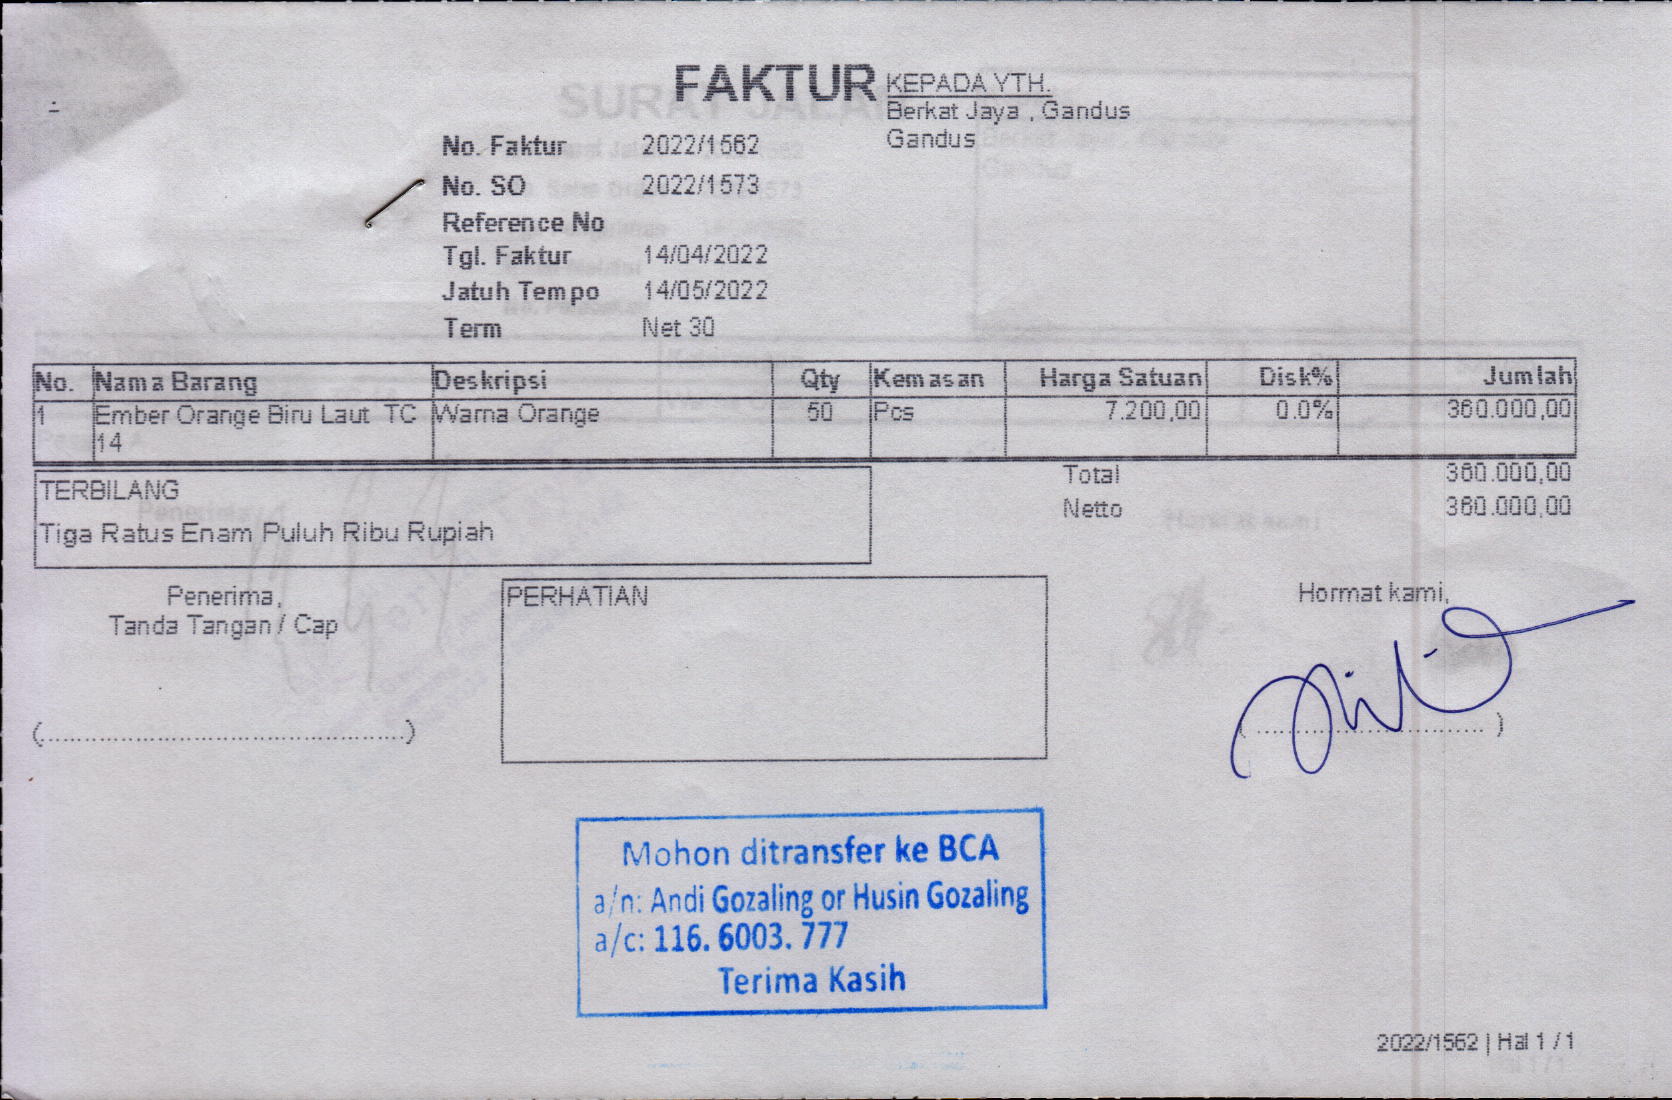 FAKTUR
KEPADA YTH.
Berkat Jaya , Gandus
Gandus
No. Faktur 2022/1562
No. SO 2022/1573
Reference No
Tgl. Faktur 14/04/2022
Jatuh Tempo 14/05/2022
Term Net 30
No. Nama Barang Deskripsi Qty Kemasan Harga Satuan Disk% Jumlah
1 Ember Orange Biru Laut TC Warna Orange 50 Pcs 7.200,00 0.0% 360.000,00
14
Total 360.000,00
Netto 360.000,00
TERBILANG
Tiga Ratus Enam Puluh Ribu Rupiah
Penerima,
Tanda Tangan / Cap
PERHATIAN
Hormat kami,
Mohon ditransfer ke BCA
a/n: Andi Gozaling or Husin Gozaling
a/c: 116. 6003. 777
Terima Kasih
2022/1562 | Hal 1 / 1